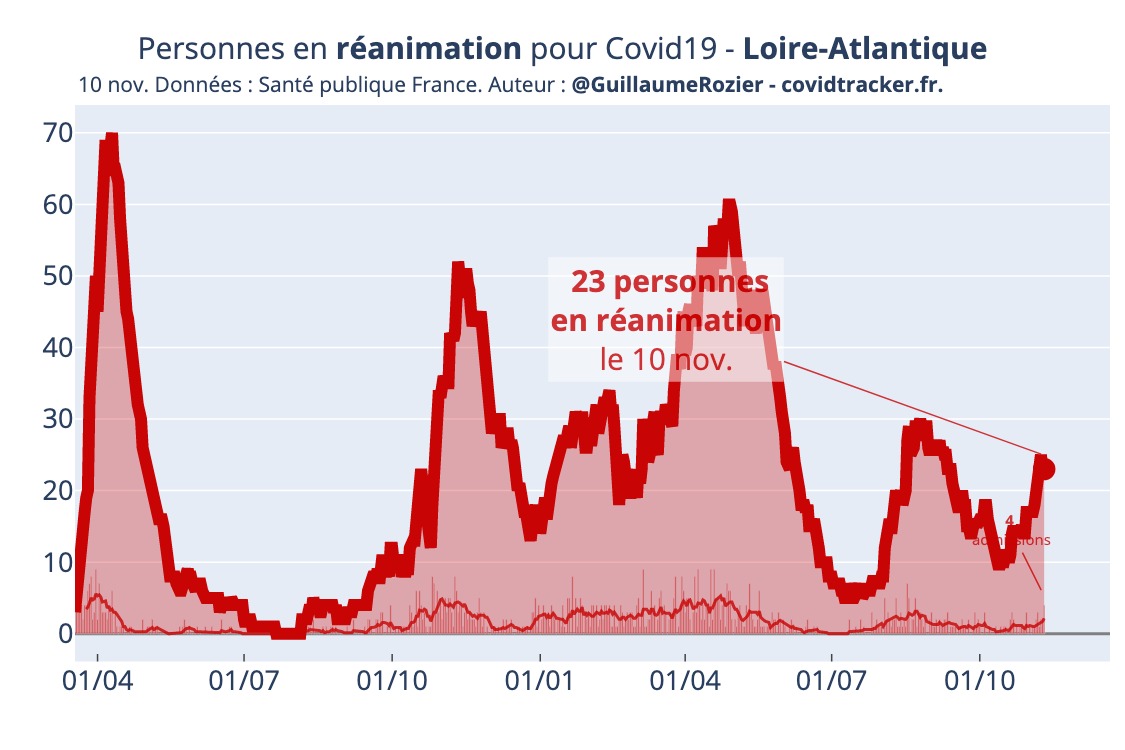 Personnes en réanimation pour Covid19 - Loire-Atlantique
10 nov. Données : Santé publique France. Auteur : @GuillaumeRozier - covidtracker.fr.
70
60
50
40
30
20
10
0
23 personnes
en réanimation
le 10 nov.
4
admissions
01/04
01/07
01/10
01/01
01/04
01/07
01/10